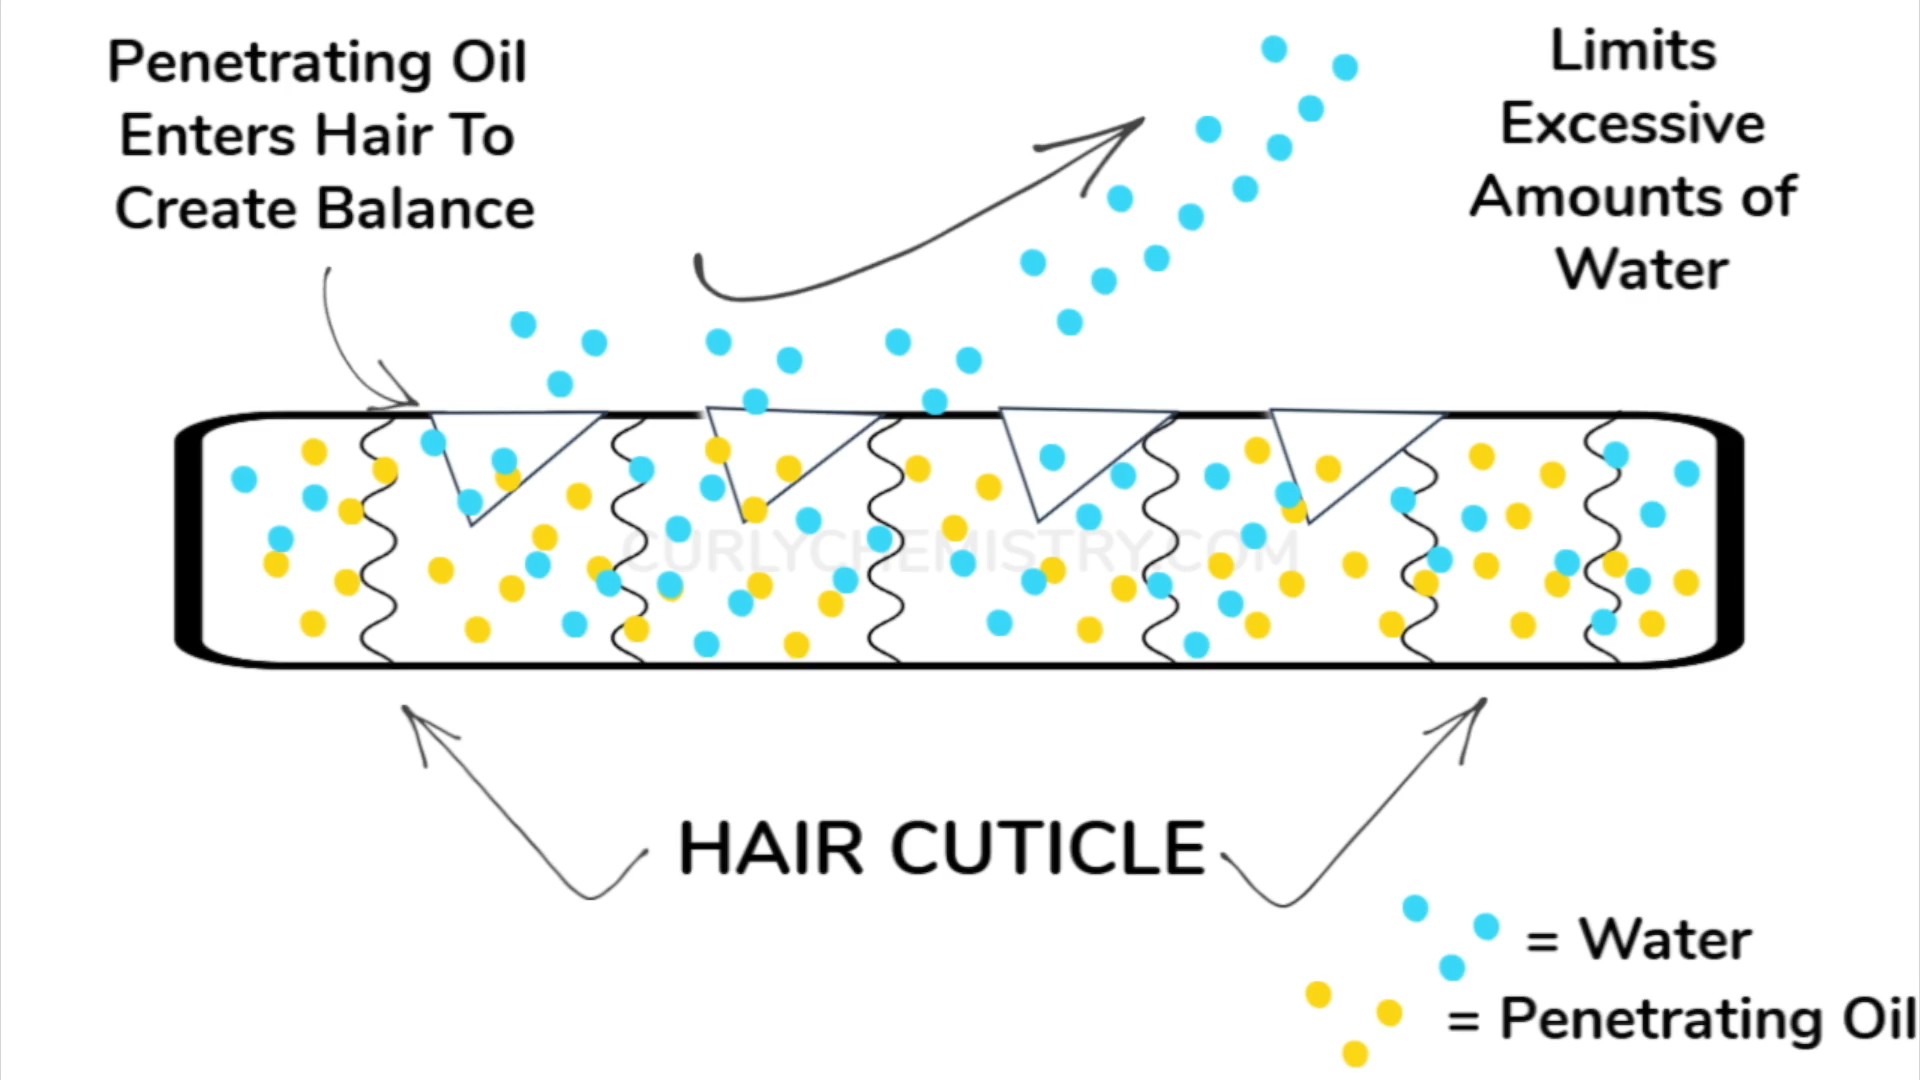 Penetrating Oil
Enters Hair To
Create Balance
Limits
Excessive
Amounts of
Water
CURLYCHEMISTRY.COM
HAIR CUTICLE
= Water
= Penetrating Oil